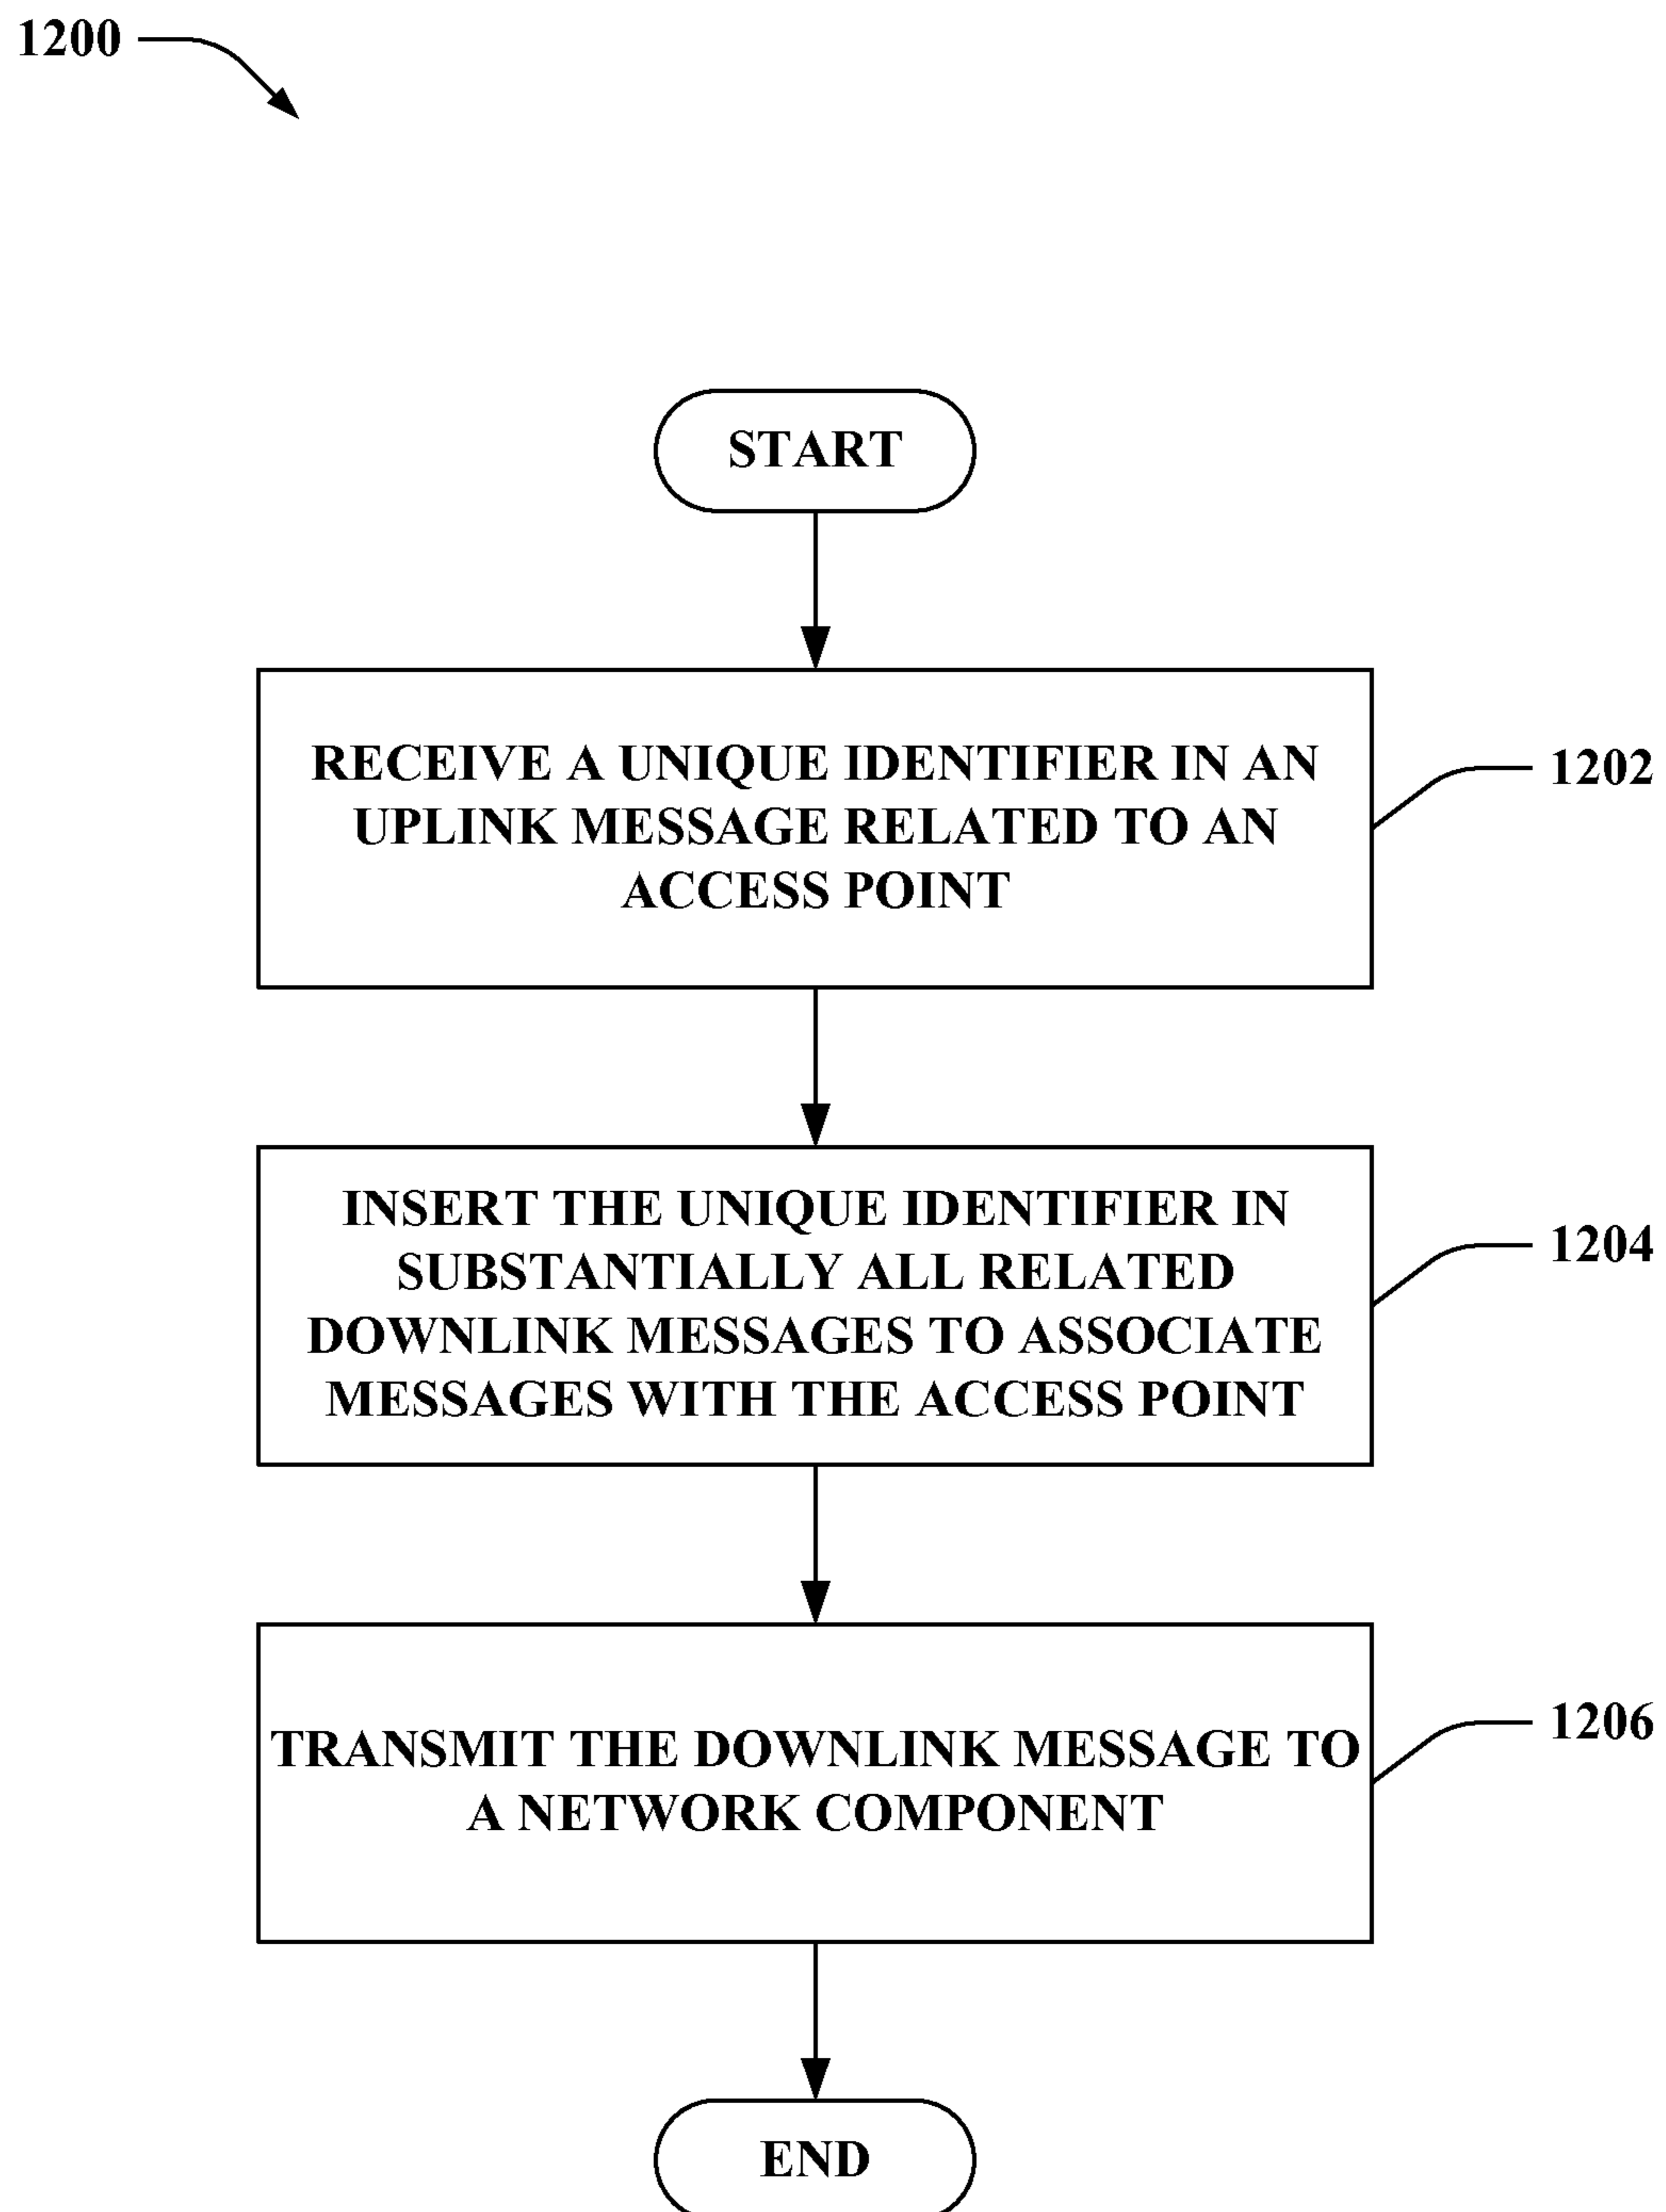 1200
START
RECEIVE A UNIQUE IDENTIFIER IN AN
UPLINK MESSAGE RELATED TO AN
ACCESS POINT
1202
INSERT THE UNIQUE IDENTIFIER IN
SUBSTANTIALLY ALL RELATED
DOWNLINK MESSAGES TO ASSOCIATE
MESSAGES WITH THE ACCESS POINT
1204
TRANSMIT THE DOWNLINK MESSAGE TO
A NETWORK COMPONENT
1206
END